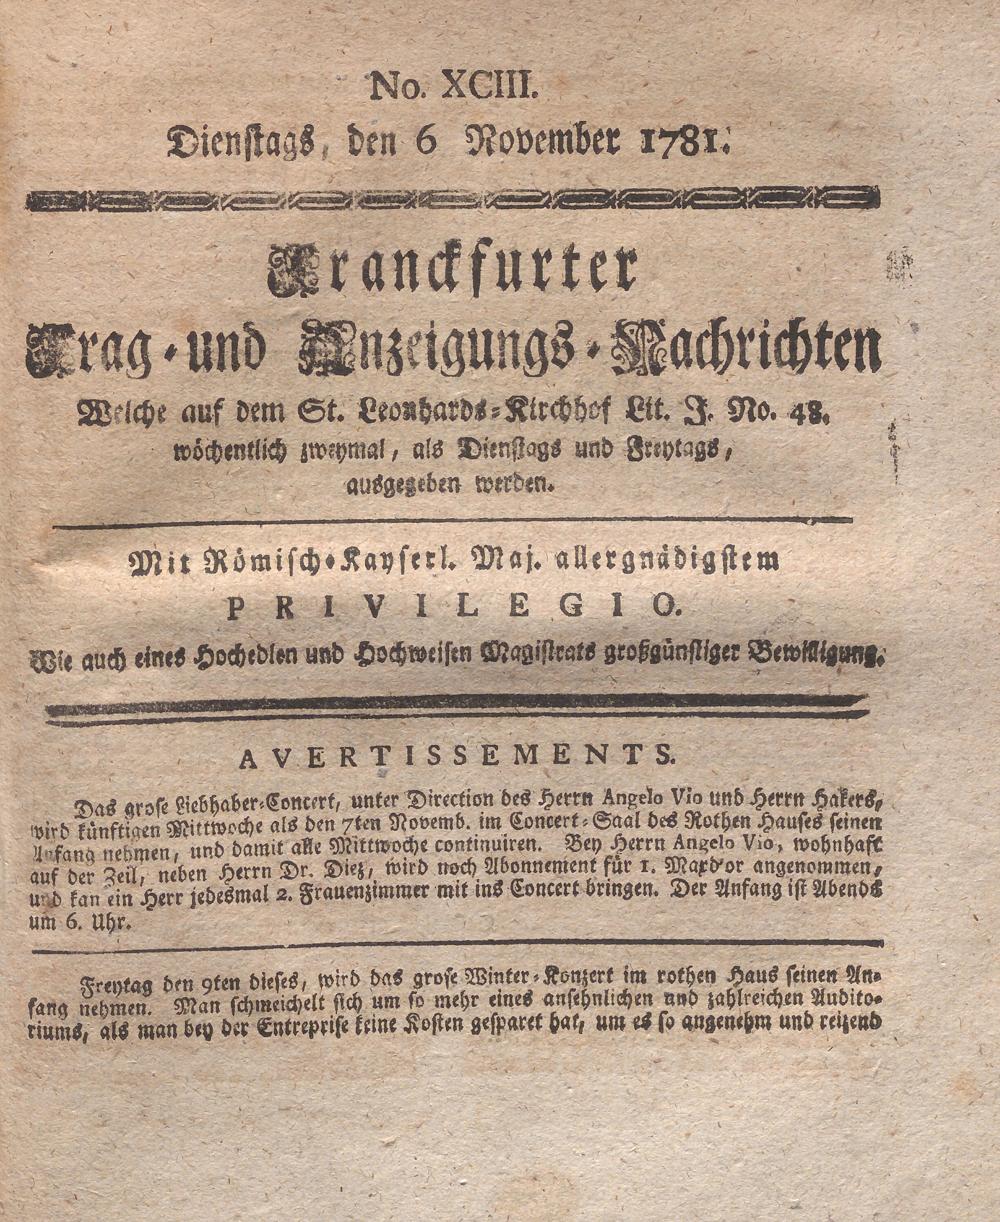 No. XCIII.
Dienstags, den 6 November 1781.
Franckfurter
Frag-und Anzeigungs-Nachrichten
Welche auf dem St. Leonhards-Kirchhof Lit. J. No. 48.
wöchentlich zweymal, als Dienstags und Freytags,
ausgegeben werden.
Mit Römisch-Kayserl. Maj. allergnädigstem
PRIVILEGIO.
Wie auch eines Hochedlen und Hochweisen Magistrats großgünstiger Bewilligung.
AVERTISSEMENTS.
Das grose Liebhaber-Concert, unter Direction des Herrn Angelo Vio und Herrn Hakers,
wird künftigen Mittwoche als den 7ten Novemb. im Concert-Saal des Rothen Hauses seinen
Anfang nehmen, und damit alle Mittwoche continuiren. Bey Herrn Angelo Vio, wohnhaft
auf der Zeil, neben Herrn Dr. Diez, wird noch Abonnement für 1. Maxd'or angenommen,
und kan ein Herr jedesmal 2. Frauenzimmer mit ins Concert bringen. Der Anfang ist Abends
um 6. Uhr.
Freytag den 9ten dieses, wird das grose Winter-Konzert im rothen Haus seinen An-
fang nehmen. Man schmeichelt sich um so mehr eines ansehnlichen und zahlreichen Audito-
riums, als man bey der Entreprise keine Kosten gesparet hat, um es so angenehm und reizend